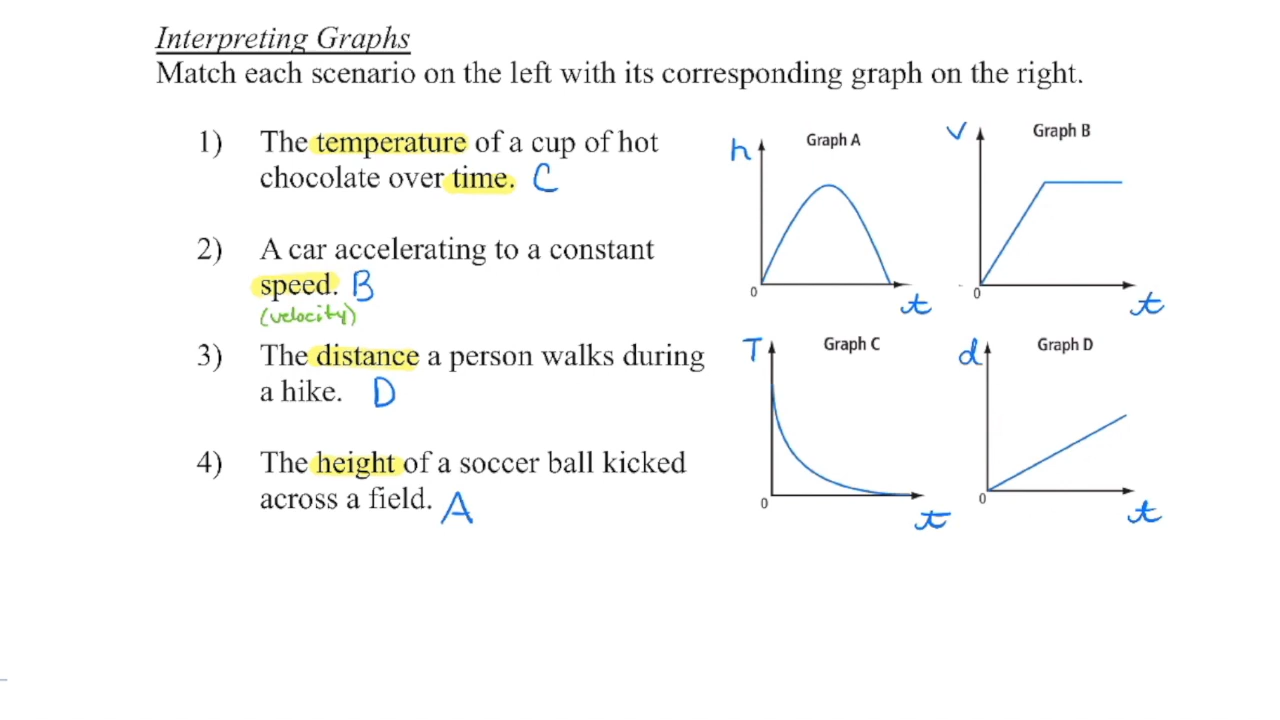 Interpreting Graphs
Match each scenario on the left with its corresponding graph on the right.
1) The temperature of a cup of hot
chocolate over time. C
2) A car accelerating to a constant
speed. B
(velocity)
3) The distance a person walks during
a hike. D
4) The height of a soccer ball kicked
across a field. A
h
Graph A
0
t
v
Graph B
0
t
T
Graph C
0
t
d
Graph D
0
t